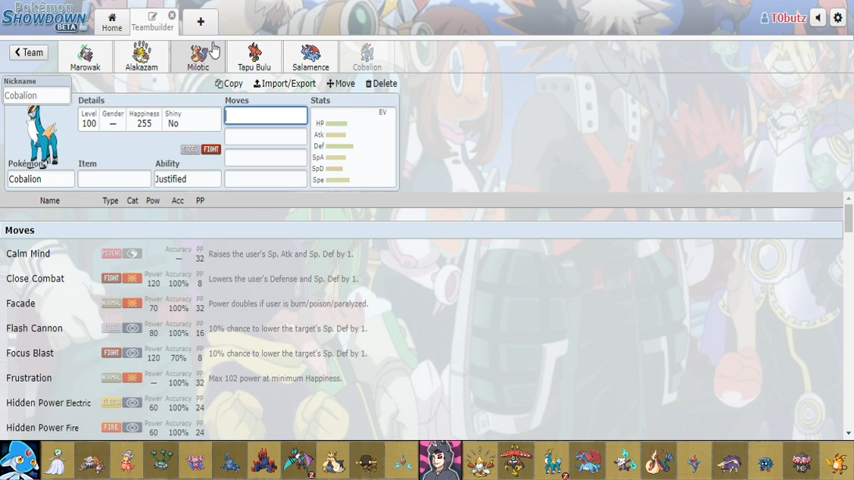 Pokémon
SHOWDOWN
BETA
Home
Teambuilder
+
T0butz
< Team
Marowak
Alakazam
Milotic
Tapu Bulu
Salamence
Cobalion
Copy
Import/Export
Move
Delete
Nickname
Cobalion
Details
Level Gender Happiness Shiny
100 — 255 No
STEEL FIGHT
Pokémon
Item
Ability
Cobalion
Justified
Moves
Stats
EV
HP
Atk
Def
SpA
SpD
Spe
Name Type Cat Pow Acc PP
Moves
Calm Mind PSYCHC Accuracy — PP 32 Raises the user's Sp. Atk and Sp. Def by 1.
Close Combat FIGHT Power 120 Accuracy 100% PP 8 Lowers the user's Defense and Sp. Def by 1.
Facade NORMAL Power 70 Accuracy 100% PP 32 Power doubles if user is burn/poison/paralyzed.
Flash Cannon STEEL Power 80 Accuracy 100% PP 16 10% chance to lower the target's Sp. Def by 1.
Focus Blast FIGHT Power 120 Accuracy 70% PP 8 10% chance to lower the target's Sp. Def by 1.
Frustration NORMAL Power — Accuracy 100% PP 32 Max 102 power at minimum Happiness.
Hidden Power Electric Power 60 Accuracy 100% PP 24
Hidden Power Fire FIRE Power 60 Accuracy 100% PP 24